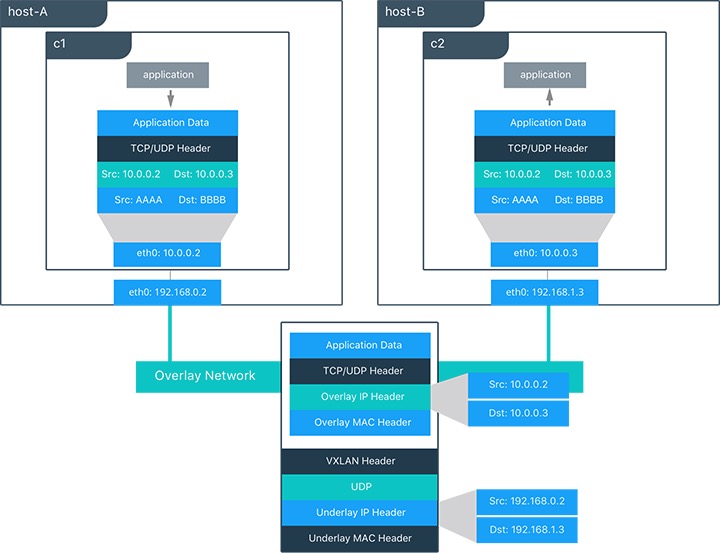 host-A
c1
application
Application Data
TCP/UDP Header
Src: 10.0.0.2 Dst: 10.0.0.3
Src: AAAA Dst: BBBB
eth0: 10.0.0.2
eth0: 192.168.0.2
host-B
c2
application
Application Data
TCP/UDP Header
Src: 10.0.0.2 Dst: 10.0.0.3
Src: AAAA Dst: BBBB
eth0: 10.0.0.3
eth0: 192.168.1.3
Overlay Network
Application Data
TCP/UDP Header
Overlay IP Header
Overlay MAC Header
Src: 10.0.0.2
Dst: 10.0.0.3
VXLAN Header
UDP
Underlay IP Header
Underlay MAC Header
Src: 192.168.0.2
Dst: 192.168.1.3